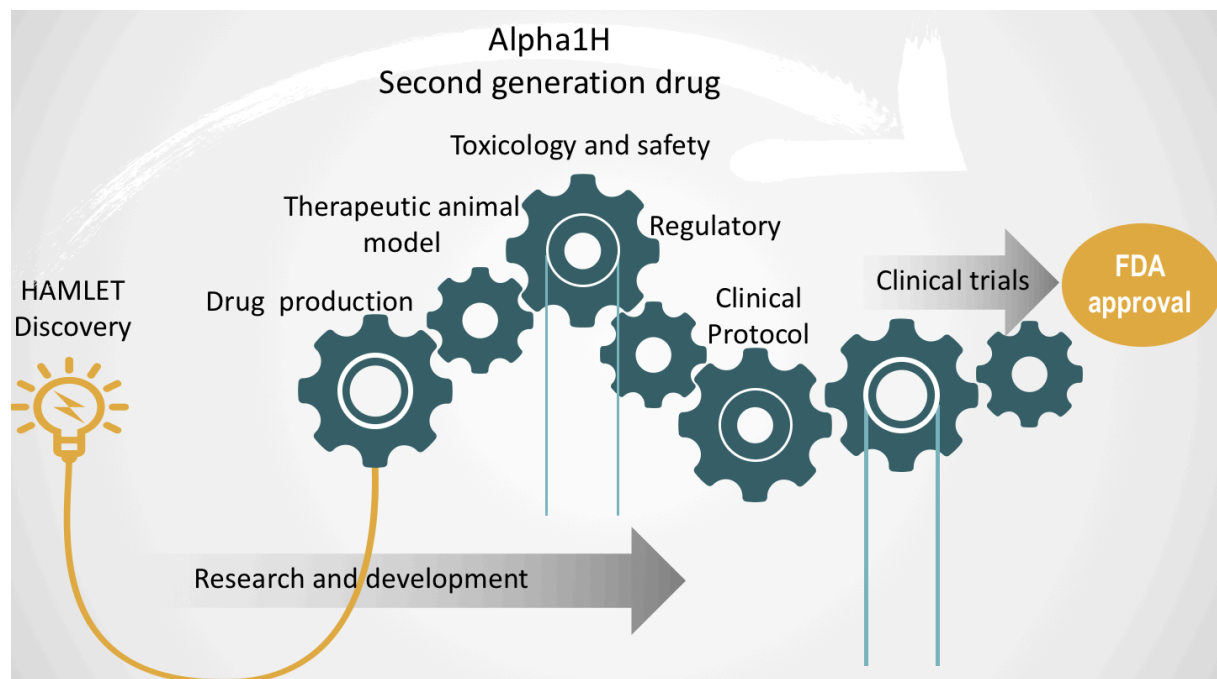 Alpha1H
Second generation drug
Toxicology and safety
Therapeutic animal
model
Regulatory
HAMLET
Discovery
Drug production
Clinical
Protocol
Clinical trials
FDA
approval
Research and development